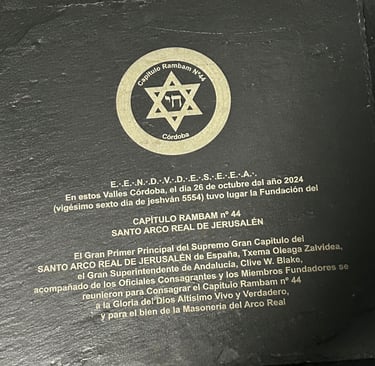 Capítulo Rambam Nº44
חי
Córdoba
E.·.E.·.N.·.D.·.V.·.D.·.E.·.S.·.E.·.E.·.A.·.
En estos Valles Córdoba, el día 26 de octubre del año 2024
(vigésimo sexto día de jeshván 5554) tuvo lugar la Fundación del
CAPÍTULO RAMBAM nº 44
SANTO ARCO REAL DE JERUSALÉN
El Gran Primer Principal del Supremo Gran Capítulo del
SANTO ARCO REAL DE JERUSALÉN de España, Txema Oleaga Zalvidea,
el Gran Superintendente de Andalucía, Clive W. Blake,
acompañado de los Oficiales Consagrantes y los Miembros Fundadores se
reunieron para Consagrar el Capítulo Rambam nº 44
a la Gloria del Dios Altísimo Vivo y Verdadero,
y para el bien de la Masonería del Arco Real